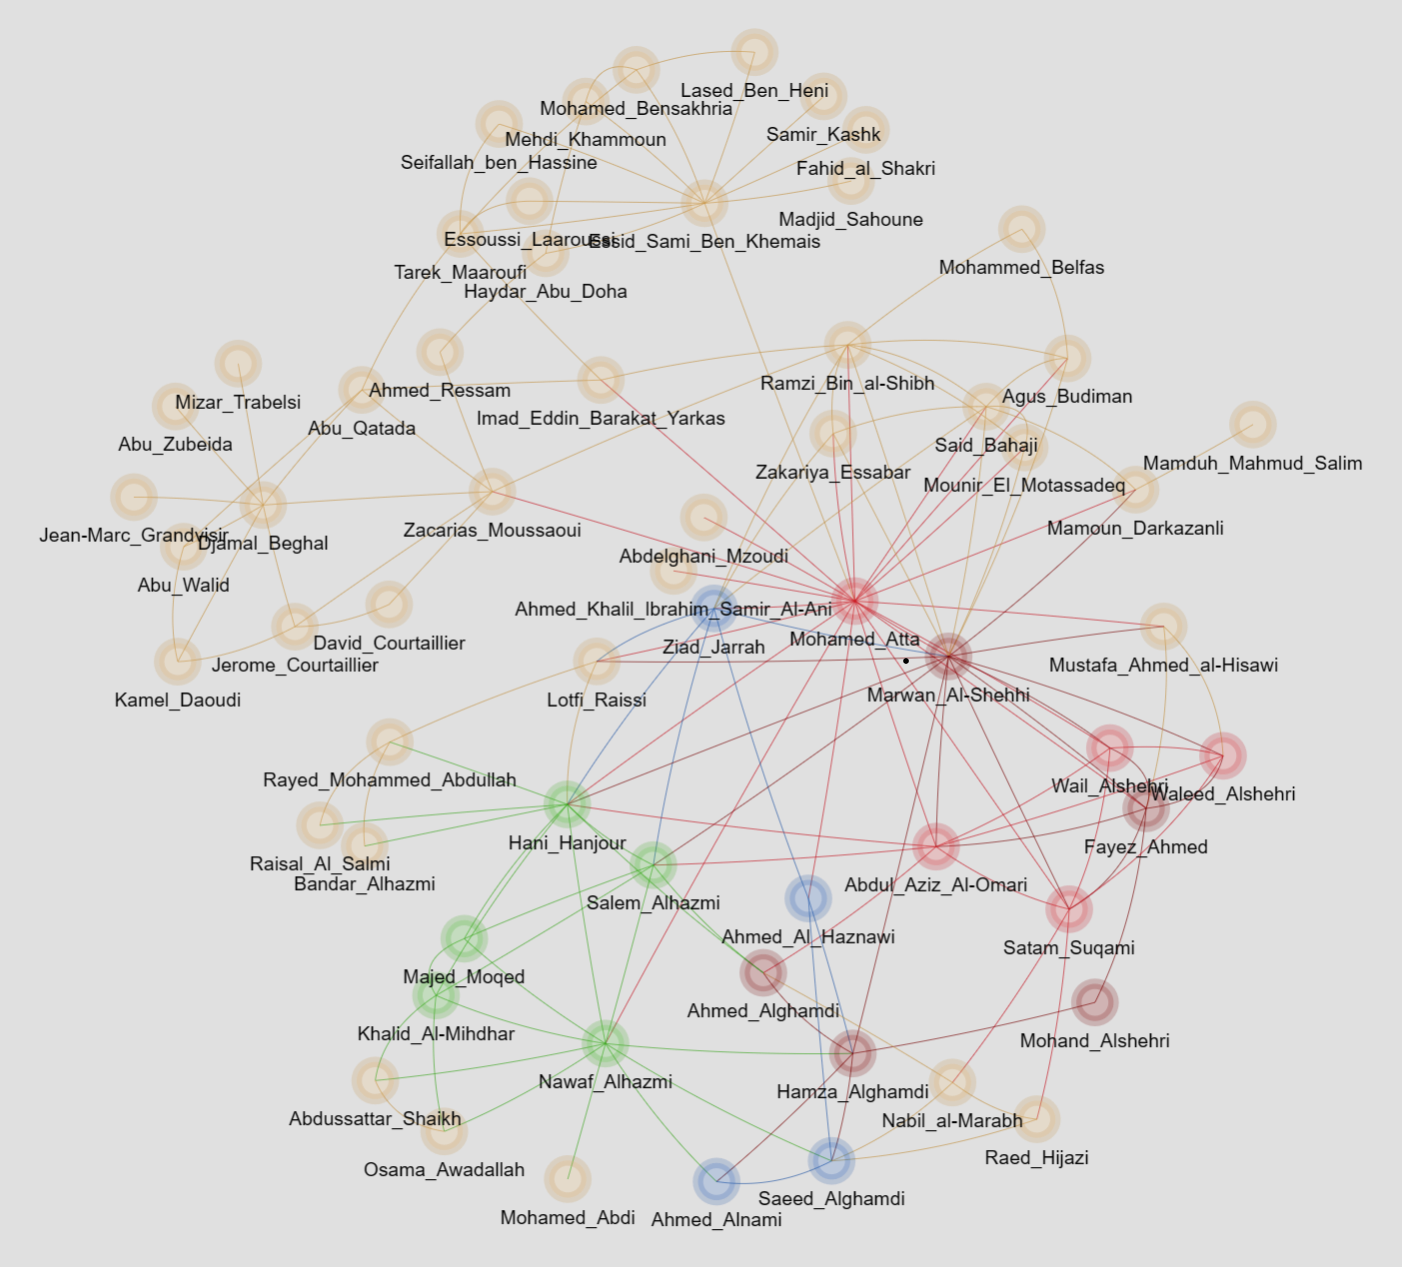 Lased_Ben_Heni
Mohamed_Bensakhria
Samir_Kashk
Mehdi_Khammoun
Seifallah_ben_Hassine
Fahid_al_Shakri
Madjid_Sahoune
Essoussi_Laaroussi
Essid_Sami_Ben_Khemais
Mohammed_Belfas
Tarek_Maaroufi
Haydar_Abu_Doha
Ramzi_Bin_al-Shibh
Ahmed_Ressam
Agus_Budiman
Mizar_Trabelsi
Imad_Eddin_Barakat_Yarkas
Abu_Qatada
Abu_Zubeida
Said_Bahaji
Mamduh_Mahmud_Salim
Zakariya_Essabar
Mounir_El_Motassadeq
Mamoun_Darkazanli
Zacarias_Moussaoui
Jean-Marc_Grandvisir
Djamal_Beghal
Abdelghani_Mzoudi
Abu_Walid
Ahmed_Khalil_Ibrahim_Samir_Al-Ani
Mohamed_Atta
David_Courtaillier
Ziad_Jarrah
Jerome_Courtaillier
Mustafa_Ahmed_al-Hisawi
Marwan_Al-Shehhi
Kamel_Daoudi
Lotfi_Raissi
Rayed_Mohammed_Abdullah
Wail_Alshehri
Waleed_Alshehri
Hani_Hanjour
Fayez_Ahmed
Raisal_Al_Salmi
Bandar_Alhazmi
Abdul_Aziz_Al-Omari
Salem_Alhazmi
Ahmed_Al_Haznawi
Satam_Suqami
Majed_Moqed
Ahmed_Alghamdi
Khalid_Al-Mihdhar
Mohand_Alshehri
Nawaf_Alhazmi
Hamza_Alghamdi
Abdussattar_Shaikh
Nabil_al-Marabh
Raed_Hijazi
Osama_Awadallah
Saeed_Alghamdi
Mohamed_Abdi
Ahmed_Alnami